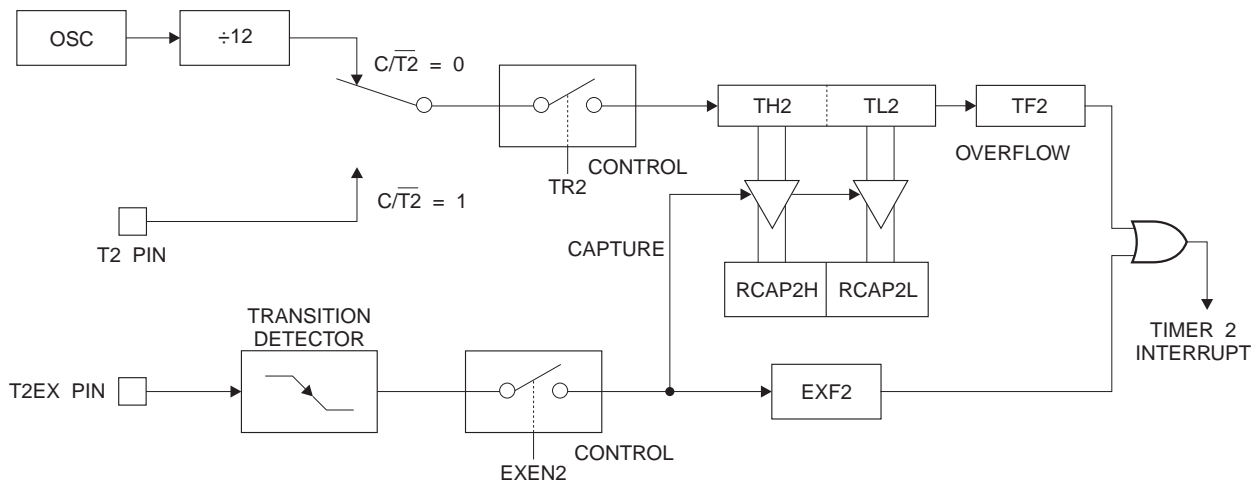 OSC
÷12
C/T2 = 0
TH2
TL2
TF2
OVERFLOW
CONTROL
TR2
C/T2 = 1
T2 PIN
CAPTURE
RCAP2H
RCAP2L
TRANSITION
DETECTOR
TIMER 2
INTERRUPT
T2EX PIN
EXF2
CONTROL
EXEN2